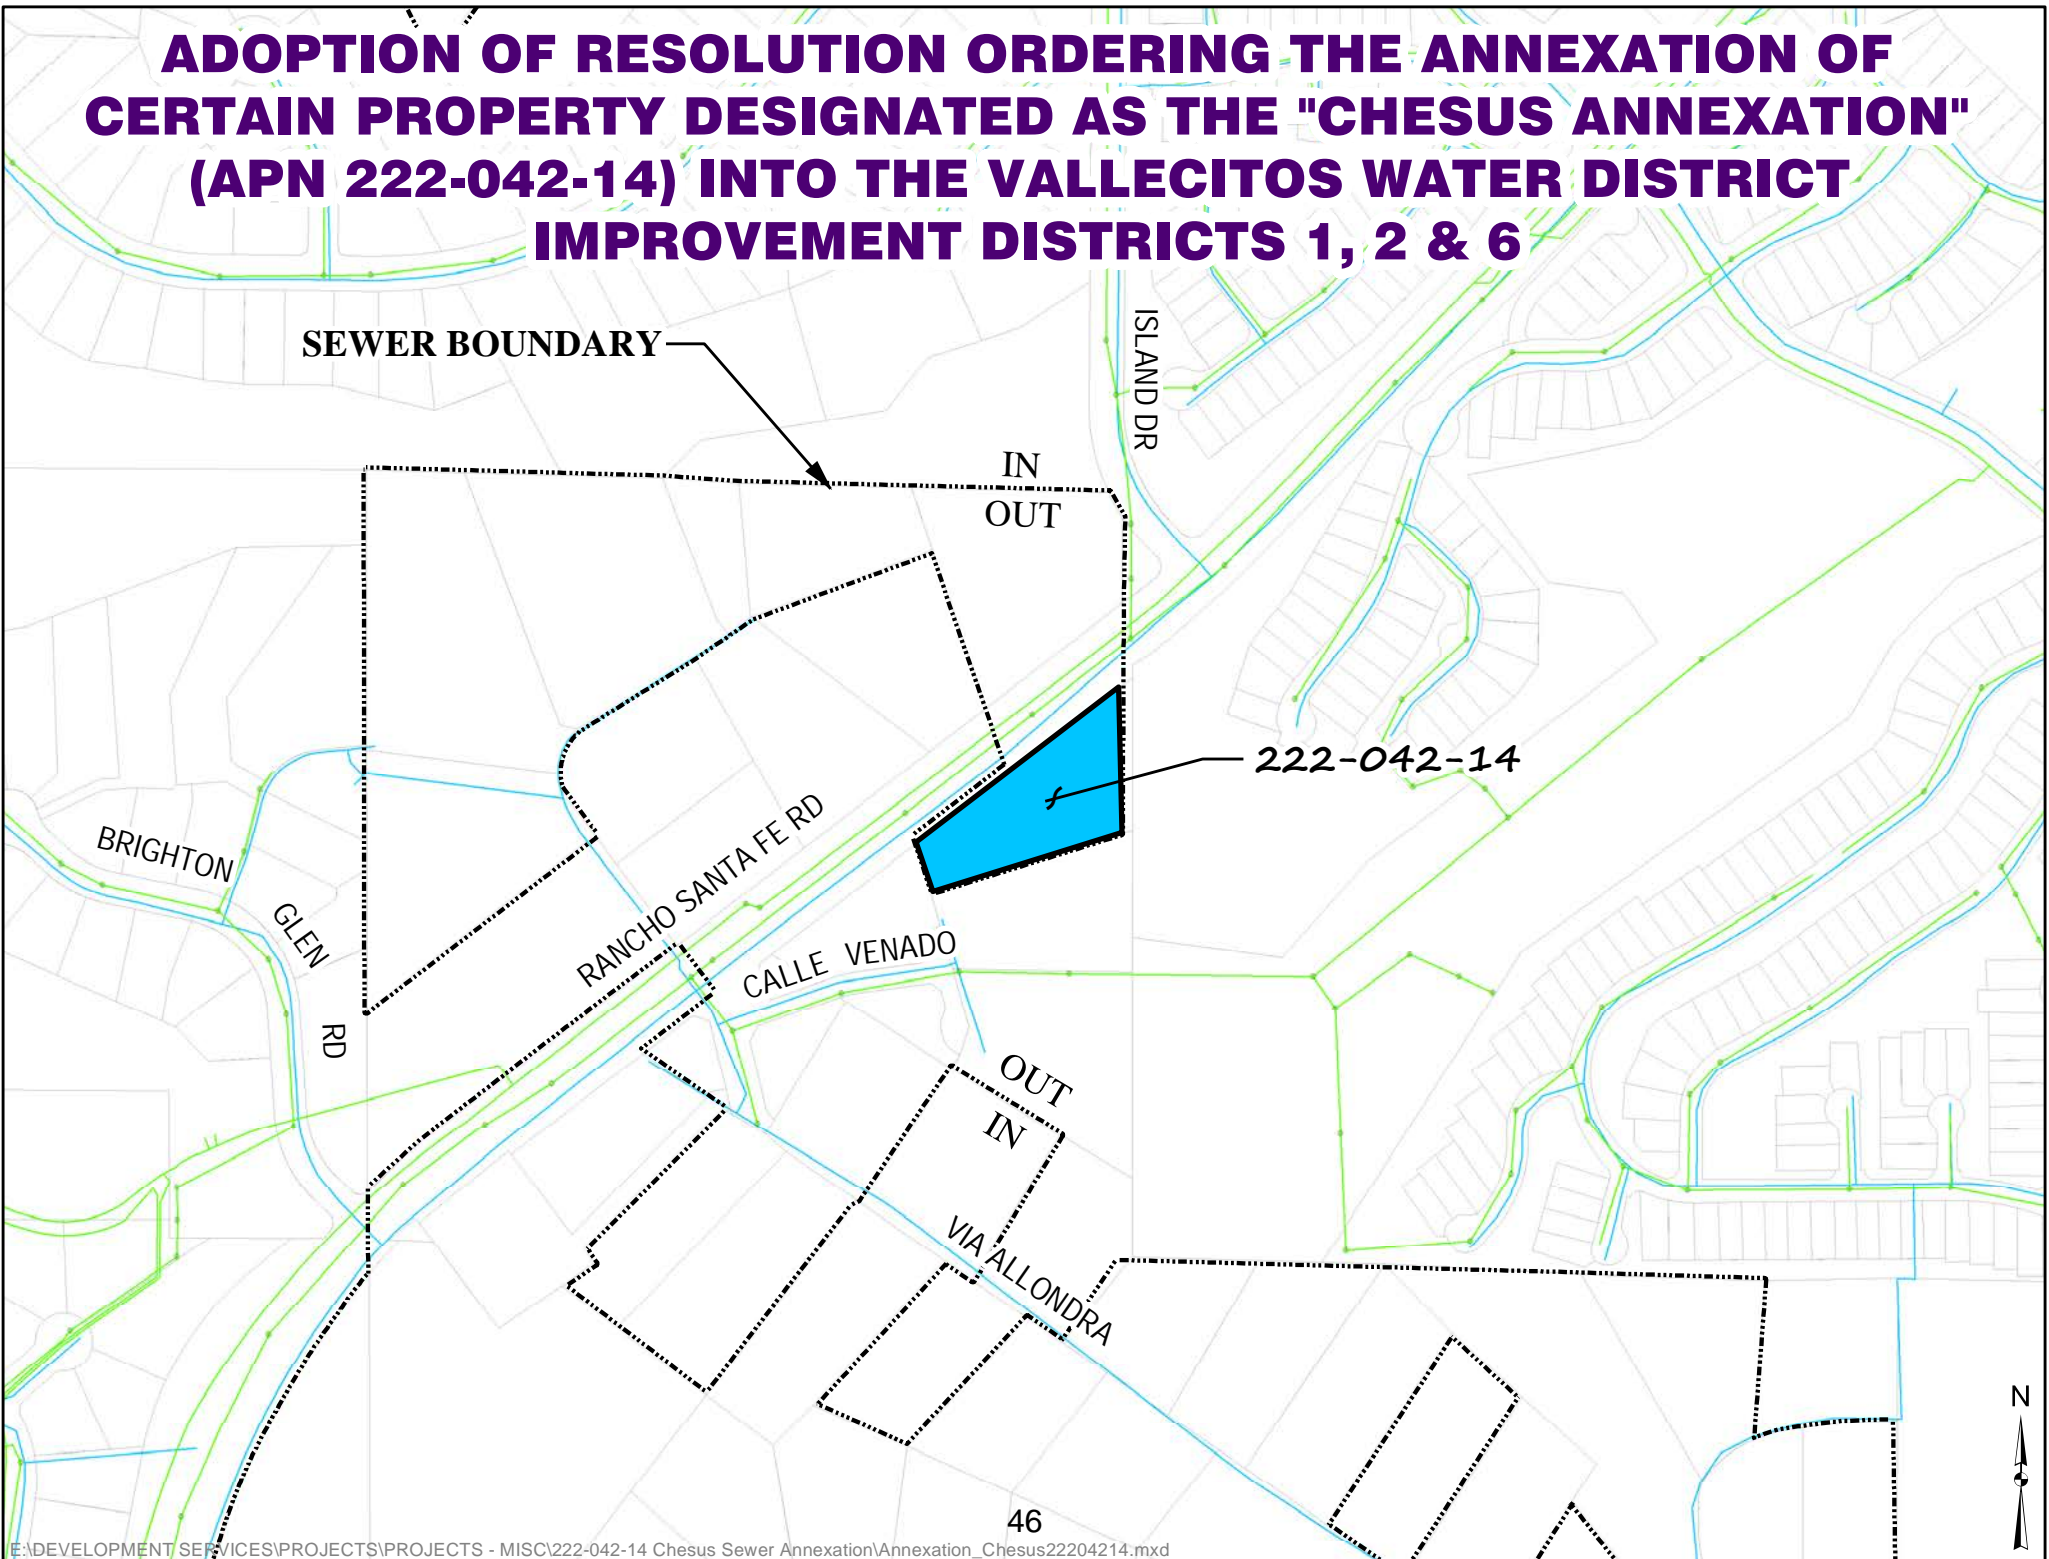 ADOPTION OF RESOLUTION ORDERING THE ANNEXATION OF
CERTAIN PROPERTY DESIGNATED AS THE "CHESUS ANNEXATION"
(APN 222-042-14) INTO THE VALLECITOS WATER DISTRICT
IMPROVEMENT DISTRICTS 1, 2 & 6
SEWER BOUNDARY
ISLAND DR
IN
OUT
222-042-14
BRIGHTON
GLEN
RD
RANCHO SANTA FE RD
CALLE VENADO
OUT
IN
VIA ALLONDRA
N
46
E:\DEVELOPMENT SERVICES\PROJECTS\PROJECTS - MISC\222-042-14 Chesus Sewer Annexation\Annexation_Chesus22204214.mxd